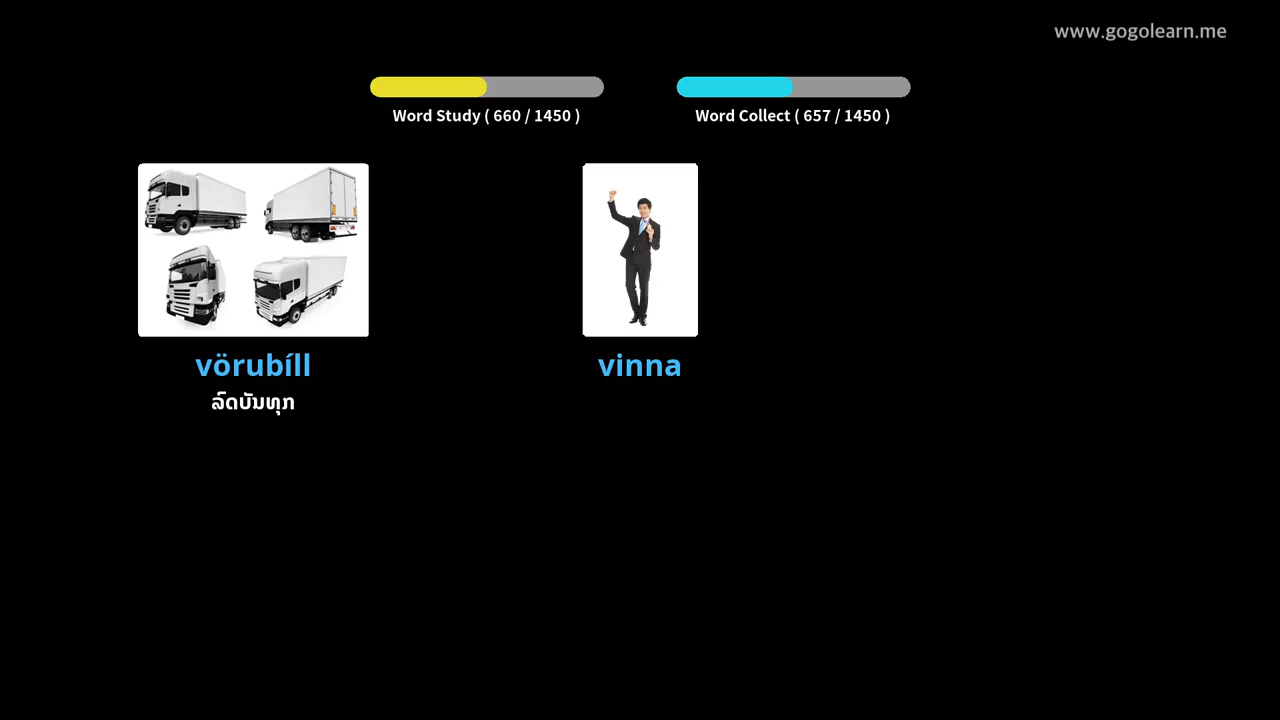 www.gogolearn.me
Word Study ( 660 / 1450 )
Word Collect ( 657 / 1450 )
vörubíll
ລົດບັນທຸກ
vinna